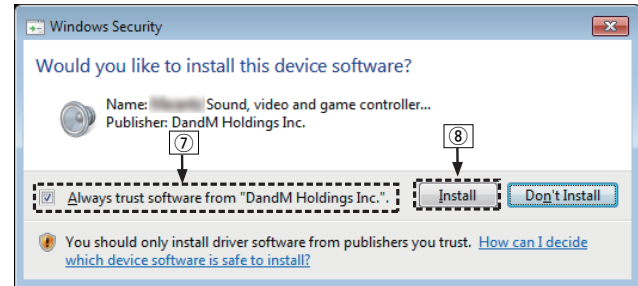 Windows Security
Would you like to install this device software?
Name: Sound, video and game controller...
Publisher: DandM Holdings Inc.
⑦
⑧
Always trust software from "DandM Holdings Inc.".
Install
Don't Install
You should only install driver software from publishers you trust. How can I decide
which device software is safe to install?